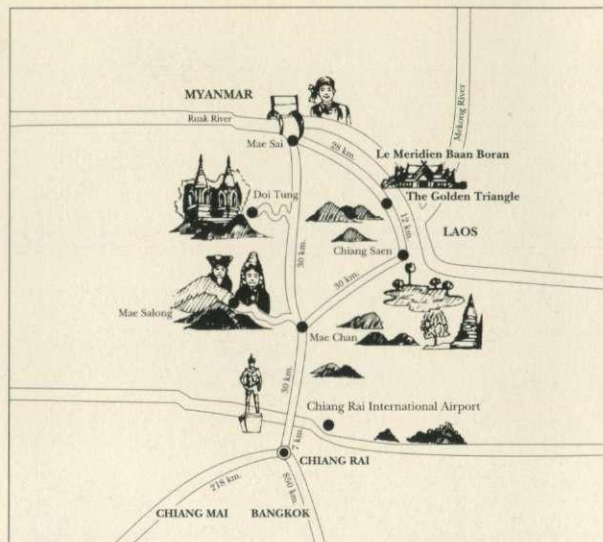 MYANMAR
Ruak River
Mekong River
Mae Sai
28 km.
Le Meridien Baan Boran
Doi Tung
The Golden Triangle
12 km.
LAOS
Chiang Saen
30 km.
30 km.
Mae Salong
Mae Chan
30 km.
Chiang Rai International Airport
7 km.
CHIANG RAI
218 km.
850 km.
CHIANG MAI
BANGKOK